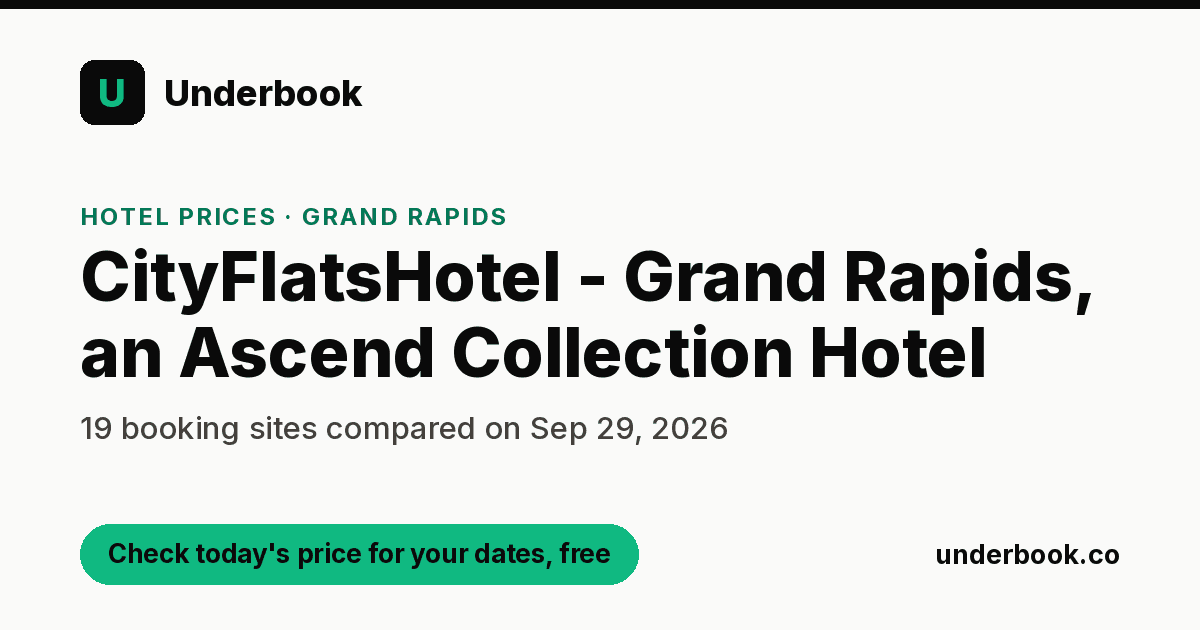 U Underbook
HOTEL PRICES · GRAND RAPIDS
CityFlatsHotel - Grand Rapids,
an Ascend Collection Hotel
19 booking sites compared on Sep 29, 2026
Check today's price for your dates, free
underbook.co